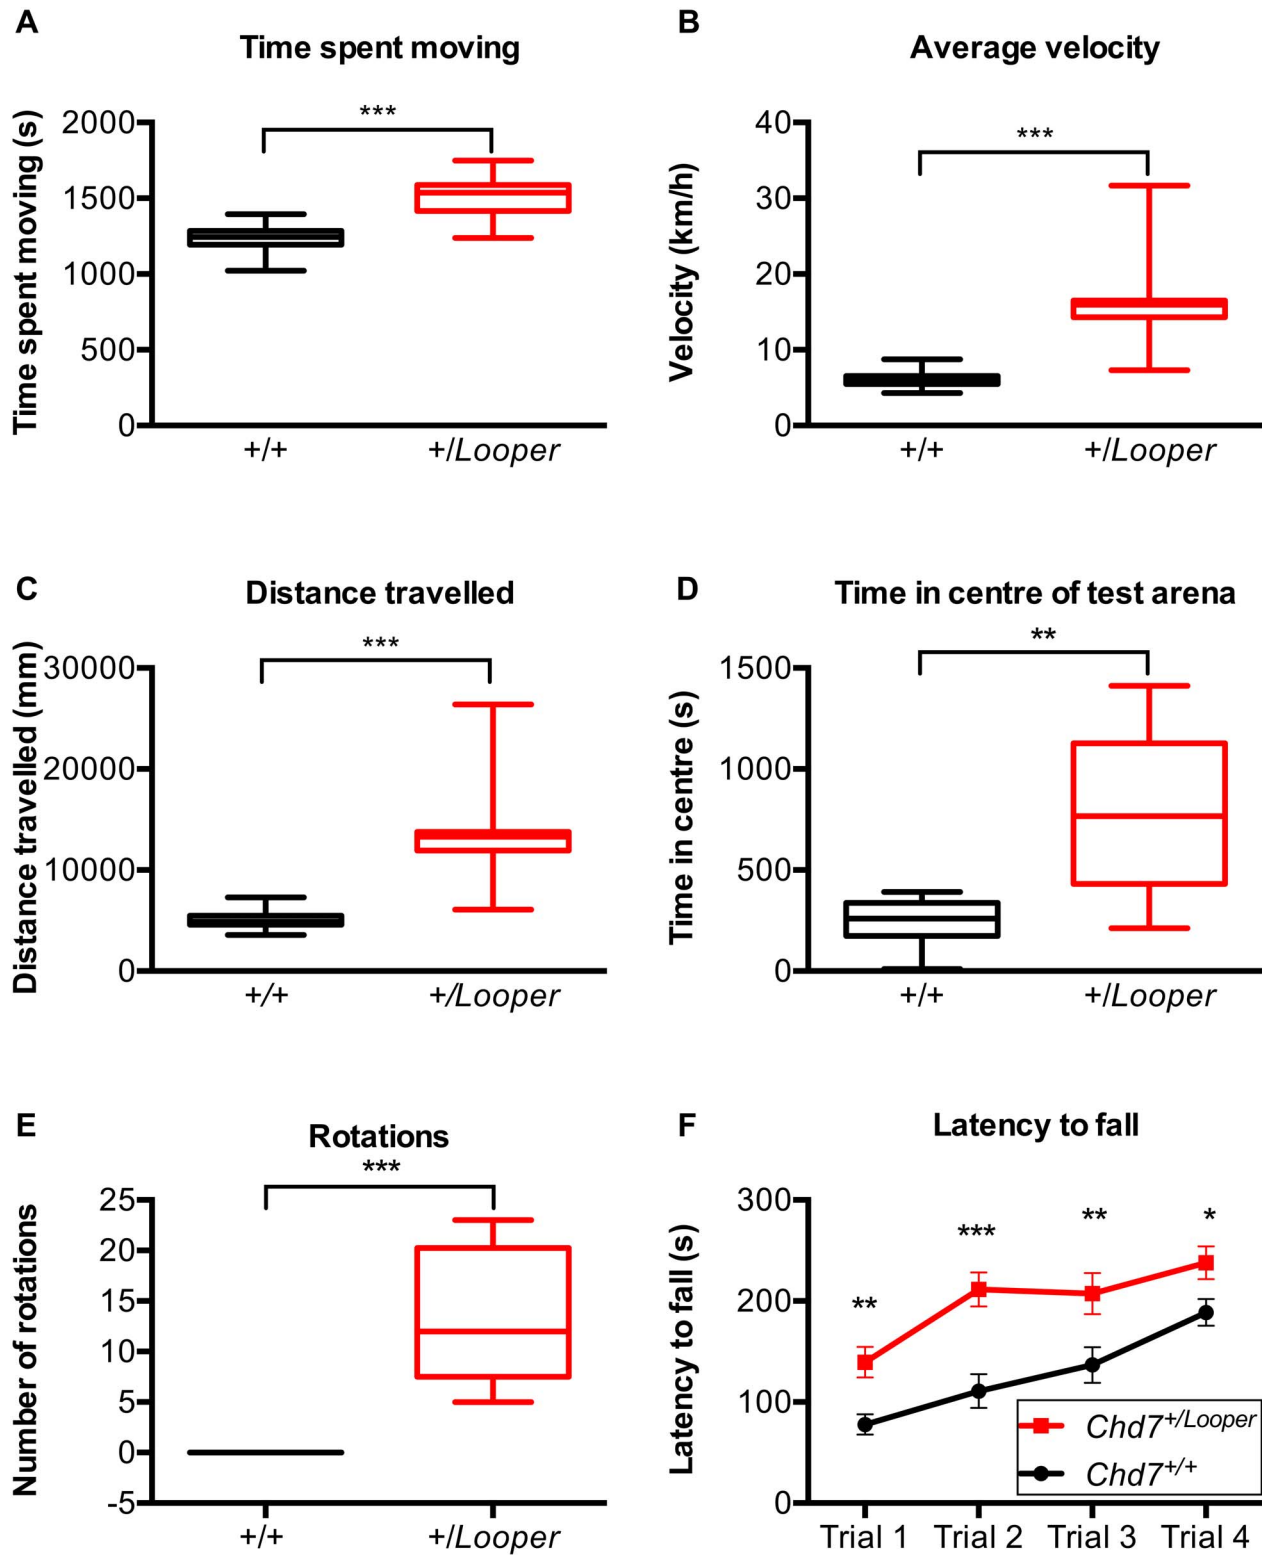 A
Time spent moving
Time spent moving (s)
***
2000
1500
1000
500
0
+/+
+/Looper
B
Average velocity
Velocity (km/h)
***
40
30
20
10
0
+/+
+/Looper
C
Distance travelled
Distance travelled (mm)
***
30000
20000
10000
0
+/+
+/Looper
D
Time in centre of test arena
Time in centre (s)
**
1500
1000
500
0
+/+
+/Looper
E
Rotations
Number of rotations
***
25
20
15
10
5
0
-5
+/+
+/Looper
F
Latency to fall
Latency to fall (s)
300
200
100
0
**
***
**
*
Chd7+/Looper
Chd7+/+
Trial 1 Trial 2 Trial 3 Trial 4